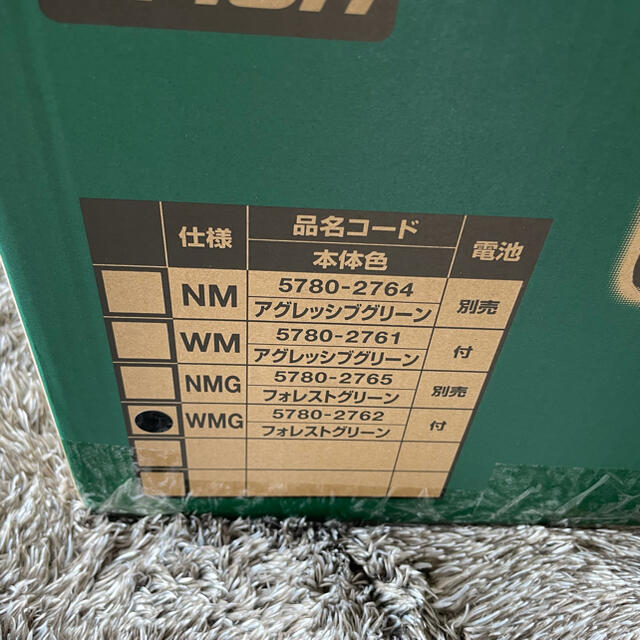 仕様 品名コード 電池
本体色
NM 5780-2764 別売
アグレッシブグリーン
WM 5780-2761 付
アグレッシブグリーン
NMG 5780-2765 別売
フォレストグリーン
WMG 5780-2762 付
フォレストグリーン